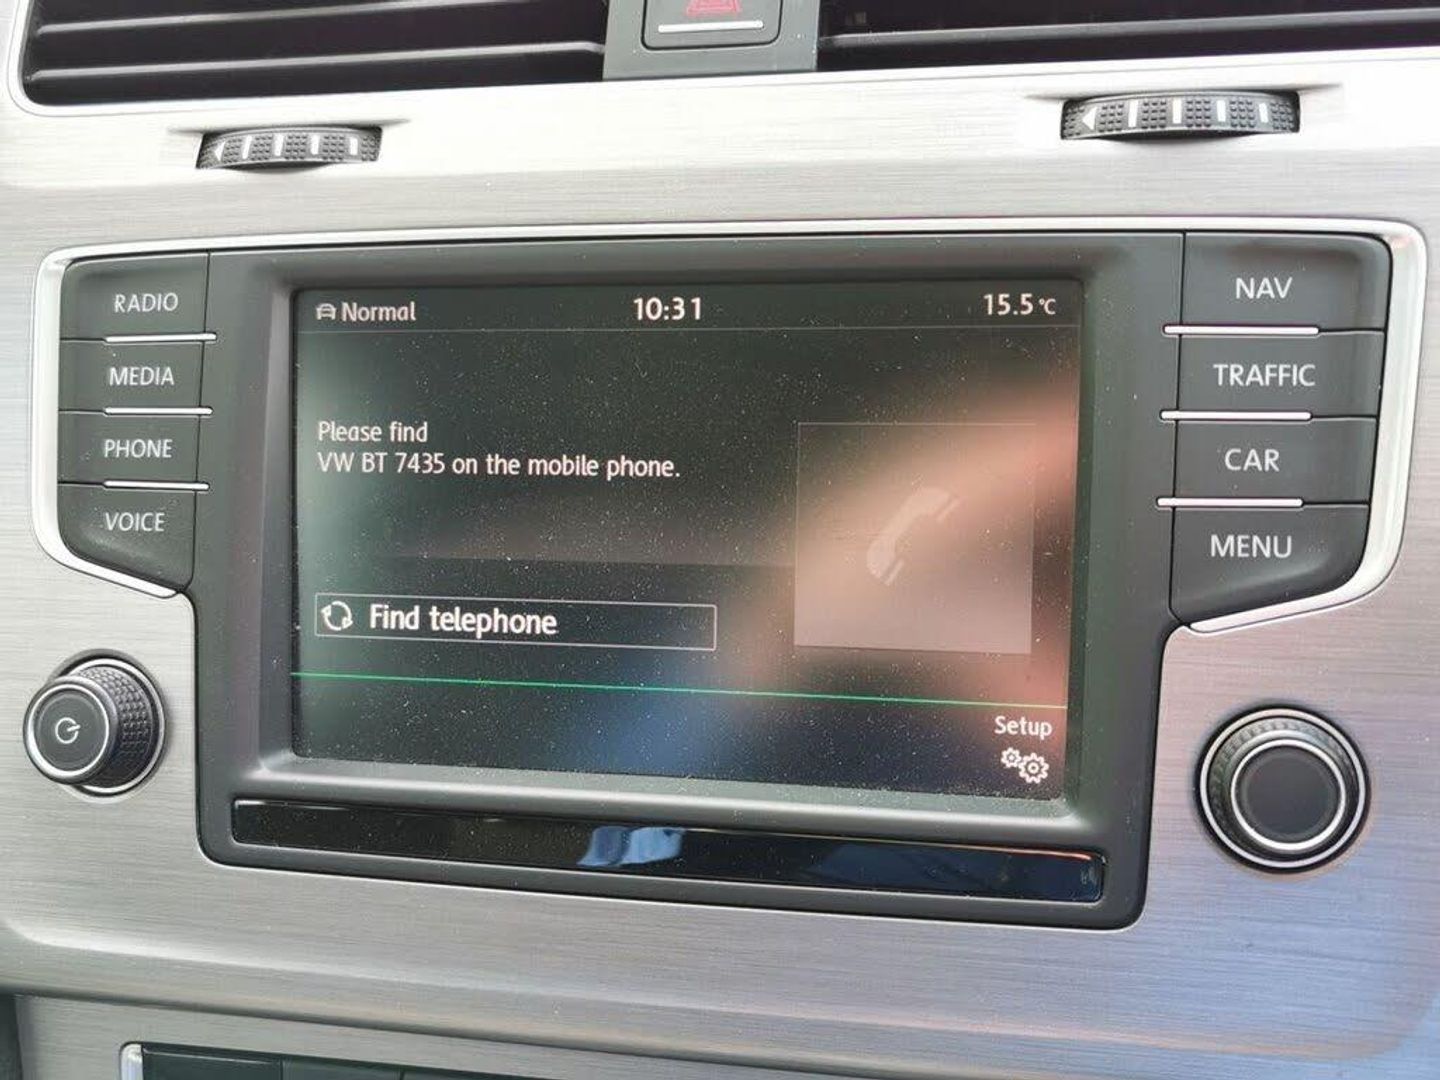 RADIO
MEDIA
PHONE
VOICE
Normal
10:31
15.5 °C
Please find
VW BT 7435 on the mobile phone.
Find telephone
Setup
NAV
TRAFFIC
CAR
MENU